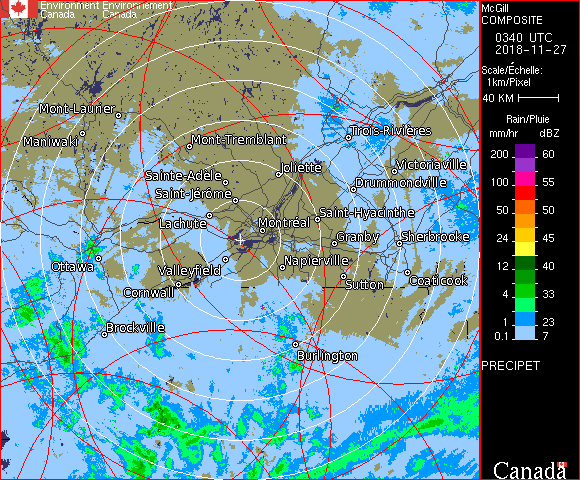 Environment Environnement
Canada Canada
McGill
COMPOSITE
0340 UTC
2018-11-27
Scale/Échelle:
1km/Pixel
40 KM
Rain/Pluie
mm/hr dBZ
200 60
100 55
50 50
24 45
12 40
4 33
1 23
0.1 7
PRECIPET
Canada
Mont-Laurier
Maniwaki
Mont-Tremblant
Trois-Rivières
Joliette
Victoriaville
Sainte-Adèle
Drummondville
Saint-Jérôme
Saint-Hyacinthe
Lachute
Montréal
Granby
Sherbrooke
Ottawa
Valleyfield
Napierville
Sutton
Coaticook
Cornwall
Brockville
Burlington